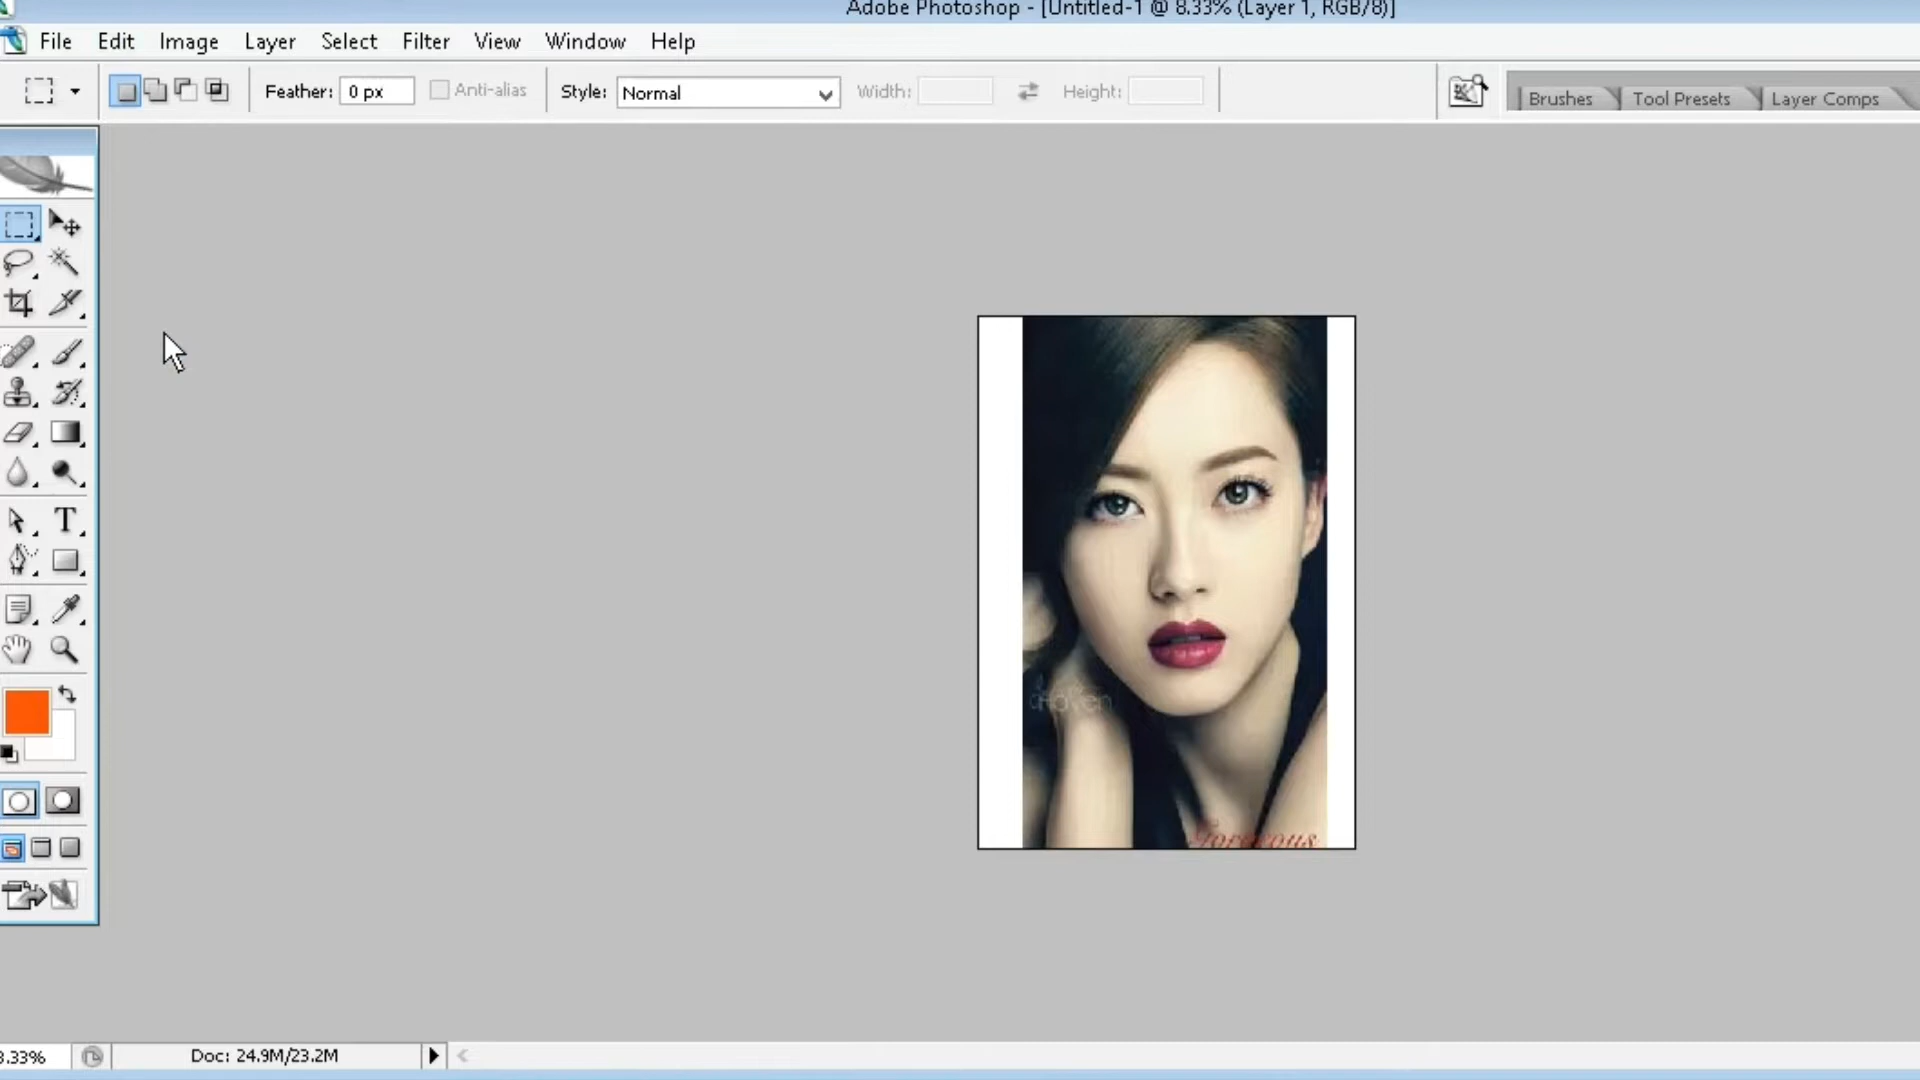 Adobe Photoshop - [Untitled-1 @ 8.33% (Layer 1, RGB/8)]
File Edit Image Layer Select Filter View Window Help
Feather: 0 px Anti-alias Style: Normal Width: Height: Brushes Tool Presets Layer Comps
T
Gorgeous
3.33% Doc: 24.9M/23.2M